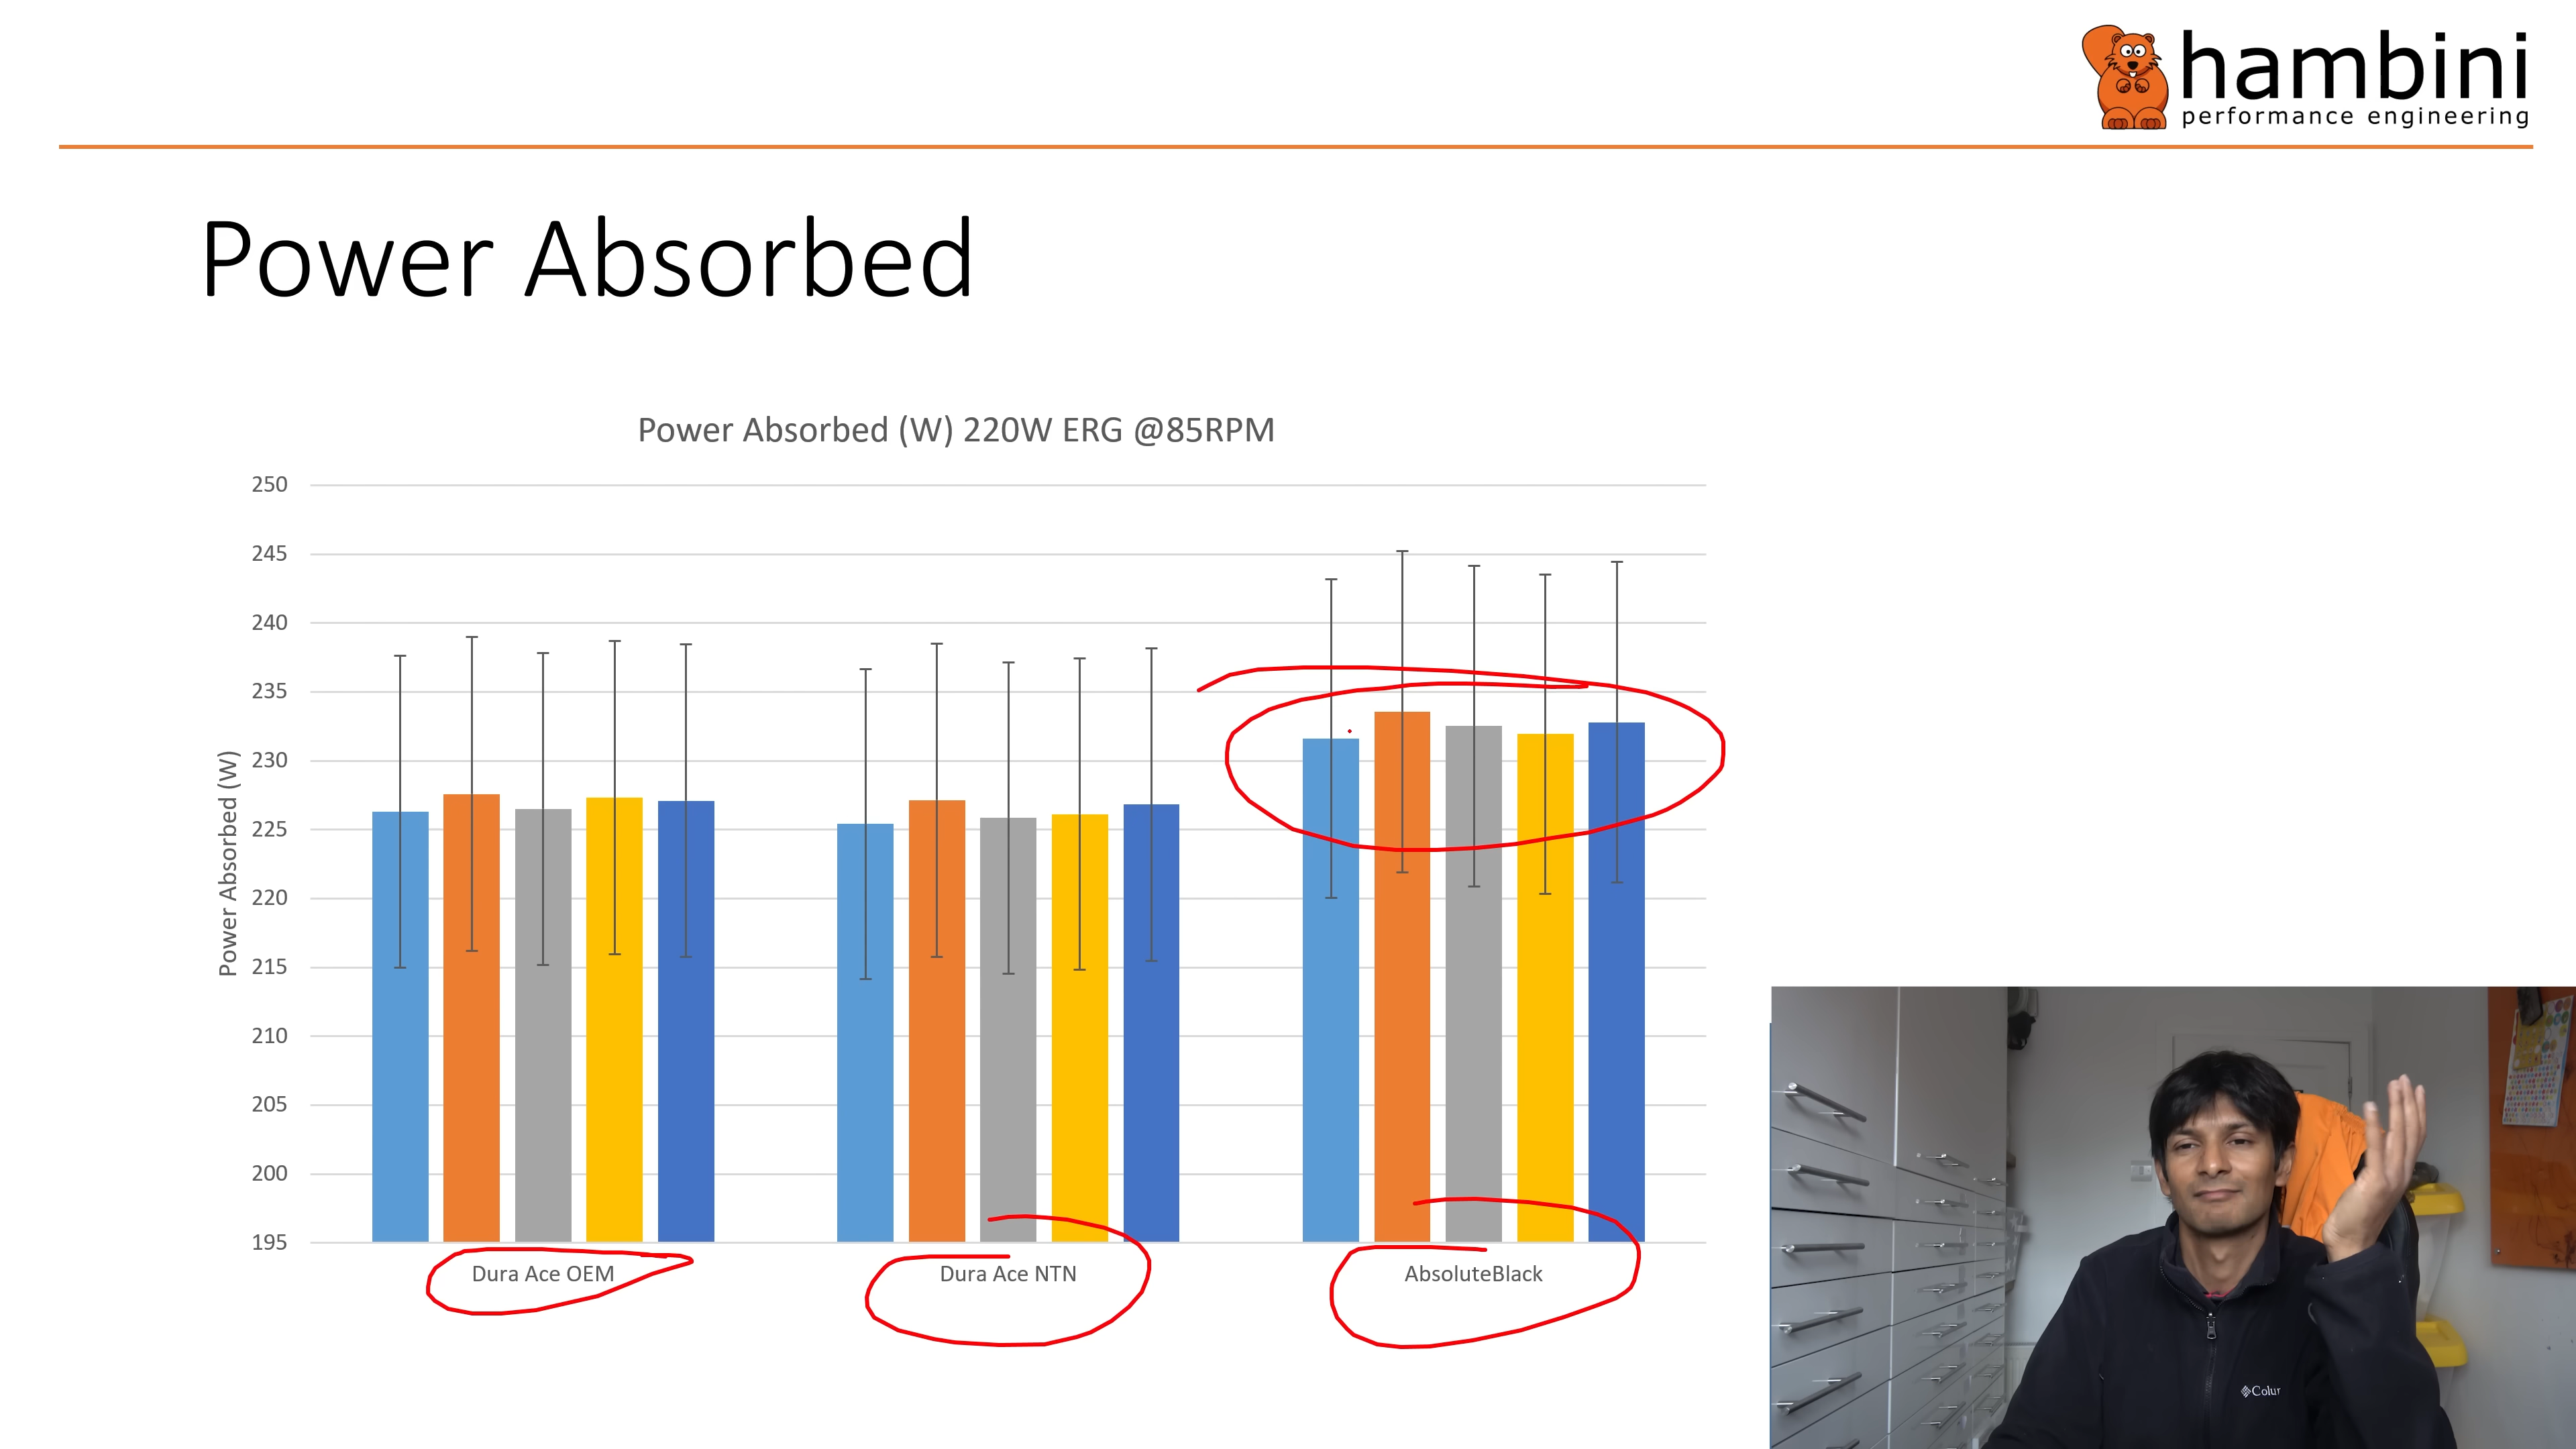 hambini
performance engineering
Power Absorbed
Power Absorbed (W) 220W ERG @85RPM
250
245
240
235
230
225
220
215
210
205
200
195
Power Absorbed (W)
Dura Ace OEM
Dura Ace NTN
AbsoluteBlack
Colur